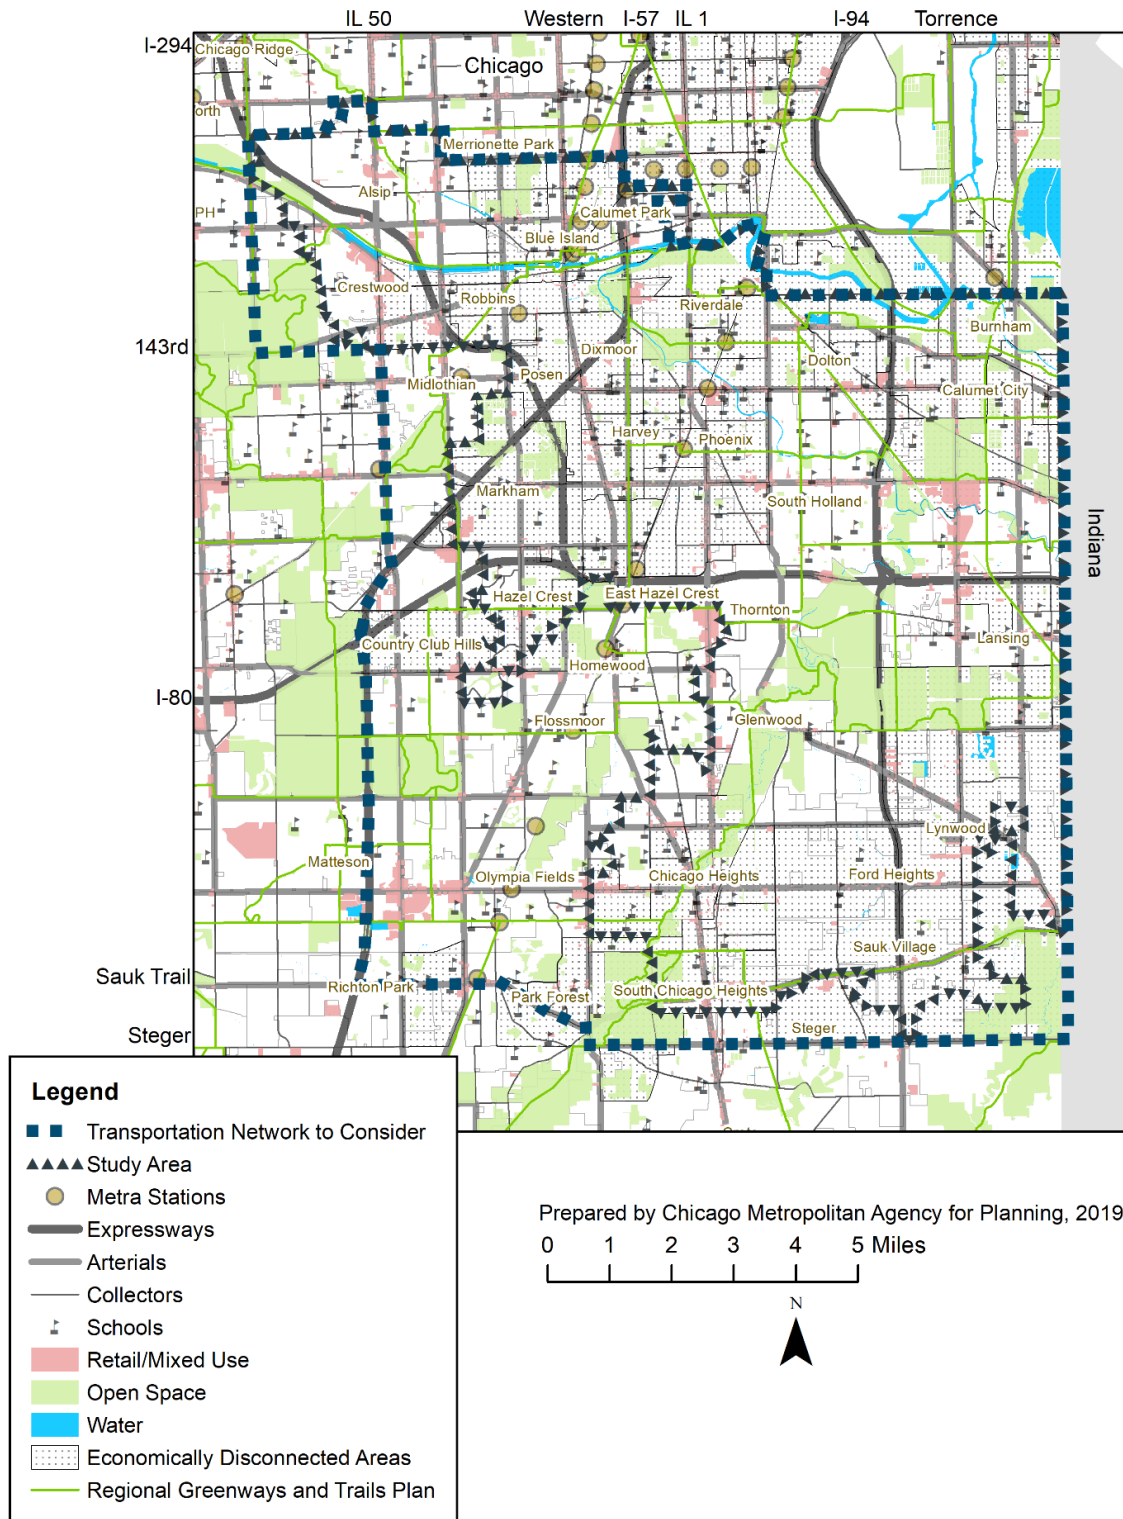 IL 50 Western I-57 IL 1 I-94 Torrence
I-294
Chicago Ridge
Chicago
orth
Merrionette Park
Alsip
PH
Calumet Park
Blue Island
Crestwood
Robbins
Riverdale
Burnham
143rd
Dixmoor
Dolton
Posen
Midlothian
Calumet City
Harvey
Phoenix
Markham
South Holland
Indiana
Hazel Crest
East Hazel Crest
Thornton
Country Club Hills
Lansing
Homewood
I-80
Flossmoor
Glenwood
Lynwood
Matteson
Olympia Fields
Chicago Heights
Ford Heights
Sauk Village
Sauk Trail
Richton Park
Park Forest
South Chicago Heights
Steger
Steger
Legend
Transportation Network to Consider
Study Area
Metra Stations
Expressways
Arterials
Collectors
Schools
Retail/Mixed Use
Open Space
Water
Economically Disconnected Areas
Regional Greenways and Trails Plan
Prepared by Chicago Metropolitan Agency for Planning, 2019
0 1 2 3 4 5 Miles
N